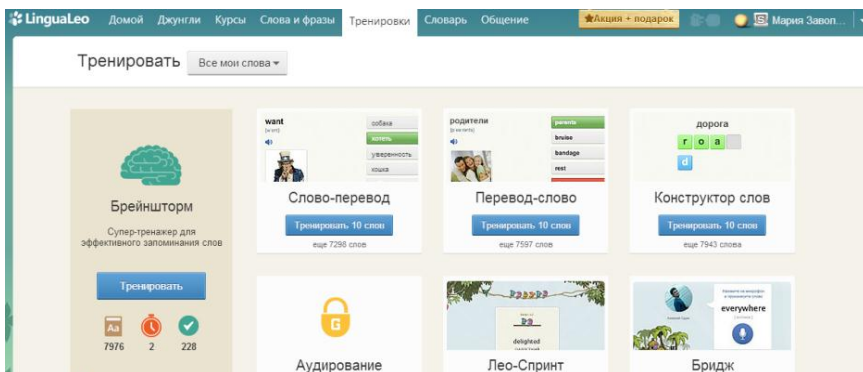 LinguaLeo Домой Джунгли Курсы Слова и фразы Тренировки Словарь Общение Акция + подарок Мария Завоп...
Тренировать Все мои слова
Брейншторм
Супер-тренажер для
эффективного запоминания слов
Тренировать
Aa
7976 2 228
want
собака
хотеть
уверенность
кошка
Слово-перевод
Тренировать 10 слов
еще 7296 слов
родители
parents
bruise
bandage
rest
Перевод-слово
Тренировать 10 слов
еще 7597 слов
дорога
r o a
d
Конструктор слов
Тренировать 10 слов
еще 7943 слова
G
Аудирование
delighted
Лео-Спринт
everywhere
Бридж